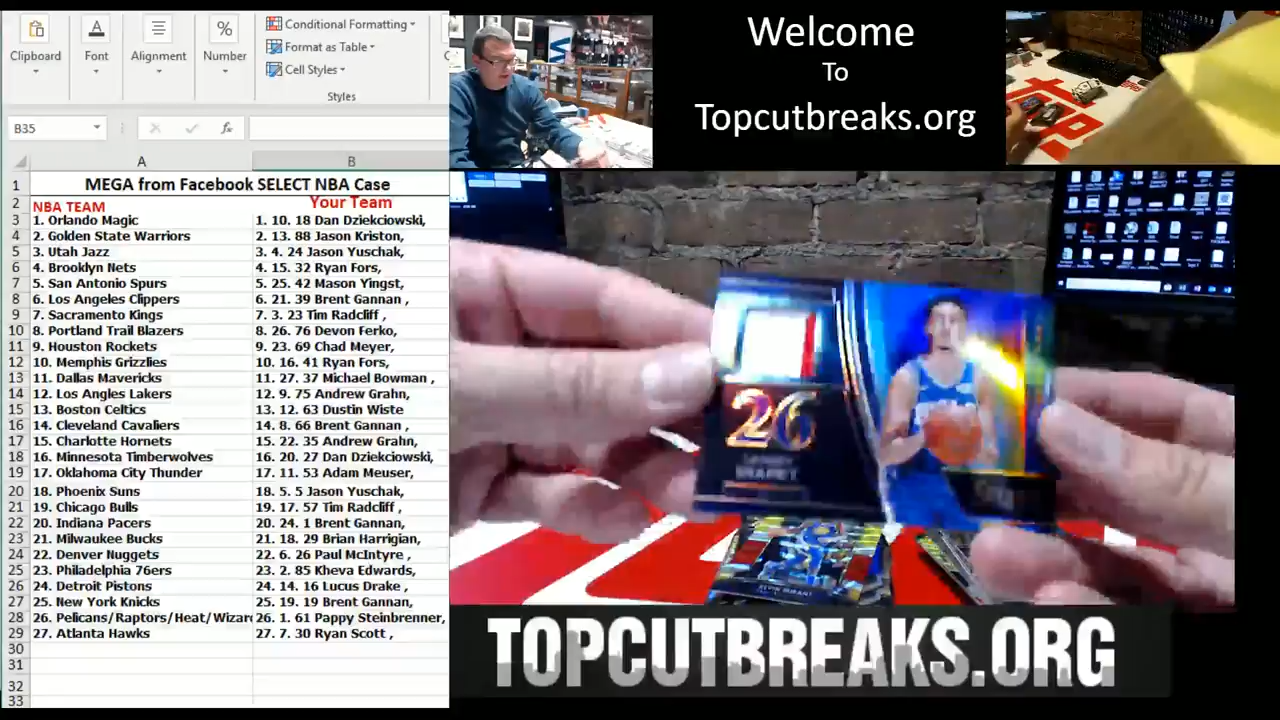 Clipboard
Font
Alignment
Number
Conditional Formatting
Format as Table
Cell Styles
Styles
B35
fx
A B
1 MEGA from Facebook SELECT NBA Case
2 NBA TEAM Your Team
3 1. Orlando Magic 1. 10. 18 Dan Dziekciowski,
4 2. Golden State Warriors 2. 13. 88 Jason Kriston,
5 3. Utah Jazz 3. 4. 24 Jason Yuschak,
6 4. Brooklyn Nets 4. 15. 32 Ryan Fors,
7 5. San Antonio Spurs 5. 25. 42 Mason Yingst,
8 6. Los Angeles Clippers 6. 21. 39 Brent Gannan ,
9 7. Sacramento Kings 7. 3. 23 Tim Radcliff ,
10 8. Portland Trail Blazers 8. 26. 76 Devon Ferko,
11 9. Houston Rockets 9. 23. 69 Chad Meyer,
12 10. Memphis Grizzlies 10. 16. 41 Ryan Fors,
13 11. Dallas Mavericks 11. 27. 37 Michael Bowman ,
14 12. Los Angles Lakers 12. 9. 75 Andrew Grahn,
15 13. Boston Celtics 13. 12. 63 Dustin Wiste
16 14. Cleveland Cavaliers 14. 8. 66 Brent Gannan ,
17 15. Charlotte Hornets 15. 22. 35 Andrew Grahn,
18 16. Minnesota Timberwolves 16. 20. 27 Dan Dziekciowski,
19 17. Oklahoma City Thunder 17. 11. 53 Adam Meuser,
20 18. Phoenix Suns 18. 5. 5 Jason Yuschak,
21 19. Chicago Bulls 19. 17. 57 Tim Radcliff ,
22 20. Indiana Pacers 20. 24. 1 Brent Gannan,
23 21. Milwaukee Bucks 21. 18. 29 Brian Harrigian,
24 22. Denver Nuggets 22. 6. 26 Paul McIntyre ,
25 23. Philadelphia 76ers 23. 2. 85 Kheva Edwards,
26 24. Detroit Pistons 24. 14. 16 Lucus Drake ,
27 25. New York Knicks 25. 19. 19 Brent Gannan,
28 26. Pelicans/Raptors/Heat/Wizar 26. 1. 61 Pappy Steinbrenner,
29 27. Atlanta Hawks 27. 7. 30 Ryan Scott ,
30
31
32
33
Welcome
To
Topcutbreaks.org
26
TOPCUTBREAKS.ORG